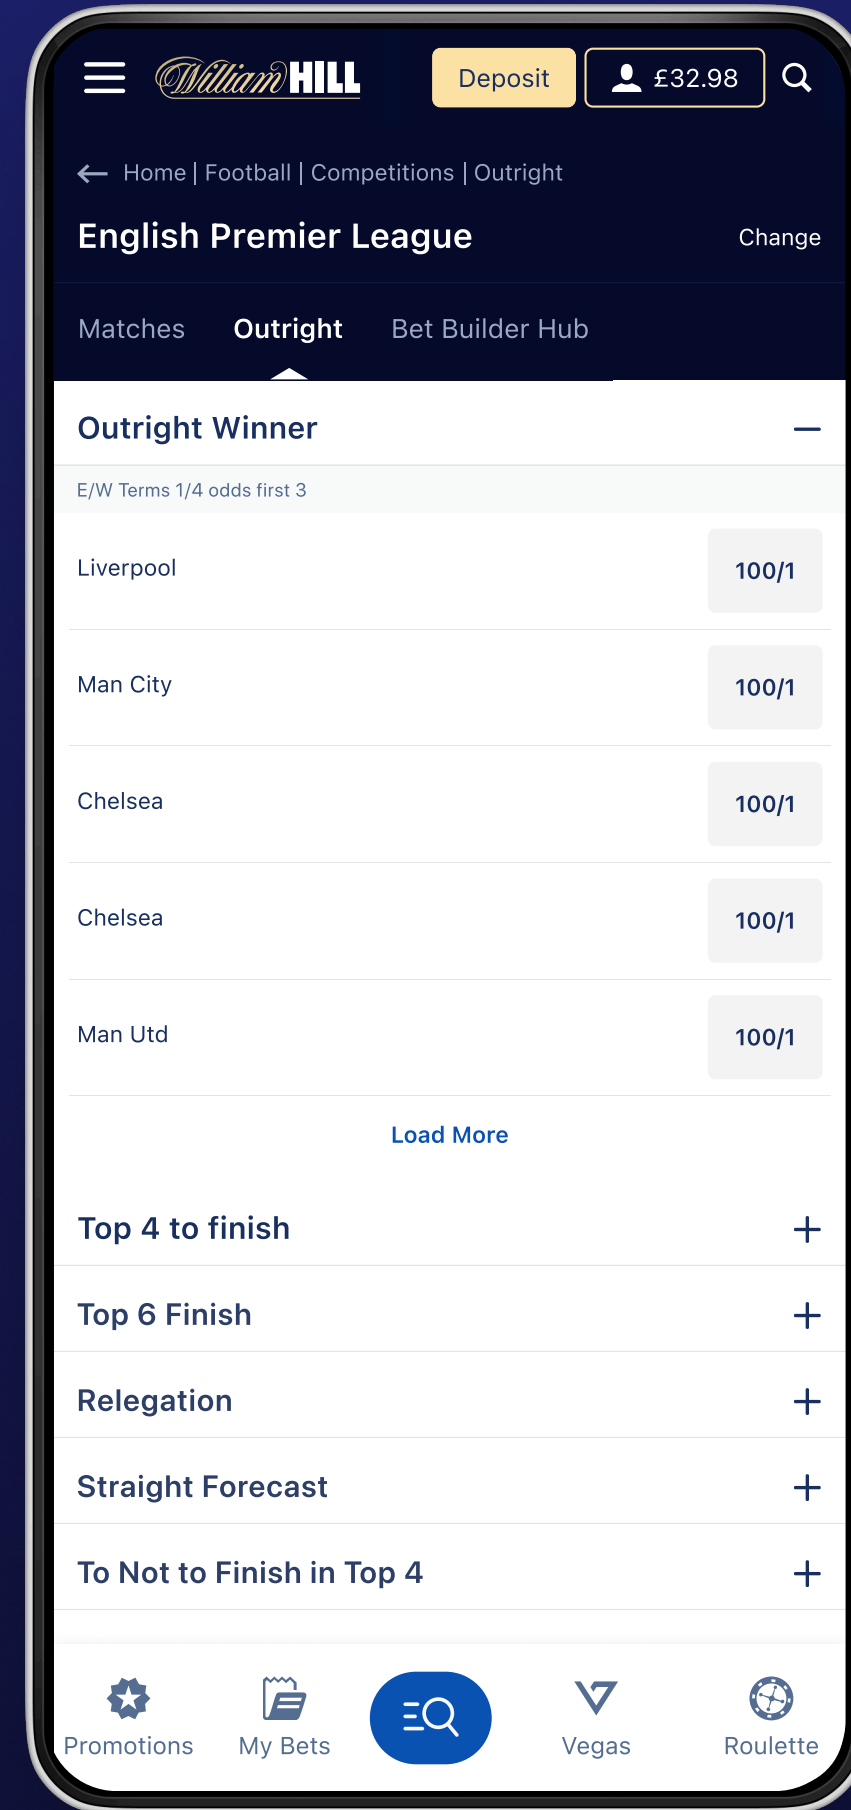 William HILL
Deposit
£32.98
Home | Football | Competitions | Outright
English Premier League
Change
Matches
Outright
Bet Builder Hub
Outright Winner
E/W Terms 1/4 odds first 3
Liverpool
100/1
Man City
100/1
Chelsea
100/1
Chelsea
100/1
Man Utd
100/1
Load More
Top 4 to finish
Top 6 Finish
Relegation
Straight Forecast
To Not to Finish in Top 4
Promotions
My Bets
Vegas
Roulette